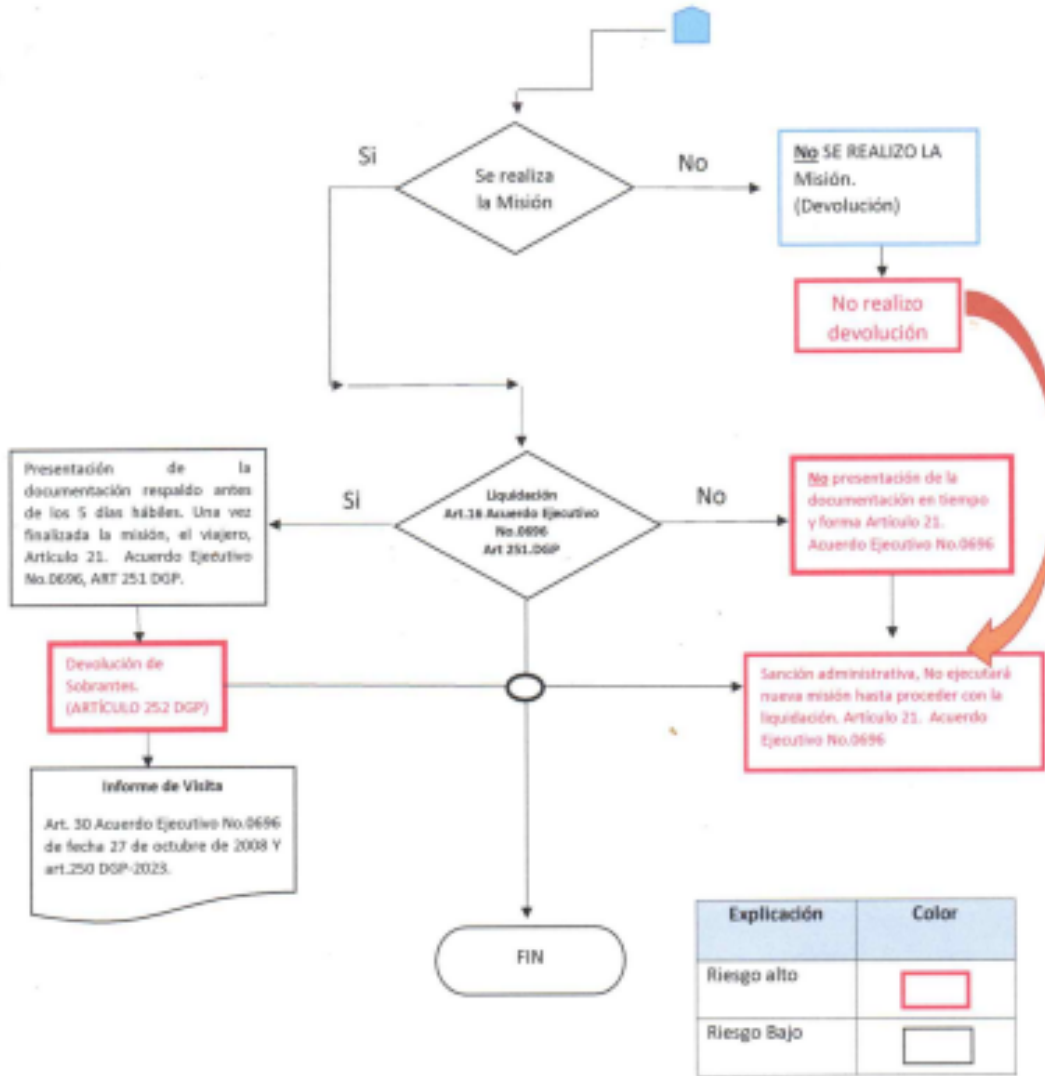 Si
Se realiza
la Misión
No
No SE REALIZO LA
Misión.
(Devolución)
No realizo
devolución
Presentación de la
documentación respaldo antes
de los 5 días hábiles. Una vez
finalizada la misión, el viajero,
Artículo 21. Acuerdo Ejecutivo
No.0696, ART 251 DGP.
Si
Liquidación
Art.16 Acuerdo Ejecutivo
No.0696
Art 251.DGP
No
No presentación de la
documentación en tiempo
y forma Artículo 21.
Acuerdo Ejecutivo No.0696
Devolución de
Sobrantes.
(ARTÍCULO 252 DGP)
Sanción administrativa, No ejecutará
nueva misión hasta proceder con la
liquidación. Artículo 21. Acuerdo
Ejecutivo No.0696
Informe de Visita
Art. 30 Acuerdo Ejecutivo No.0696
de fecha 27 de octubre de 2008 Y
art.250 DGP-2023.
FIN
Explicación Color
Riesgo alto
Riesgo Bajo